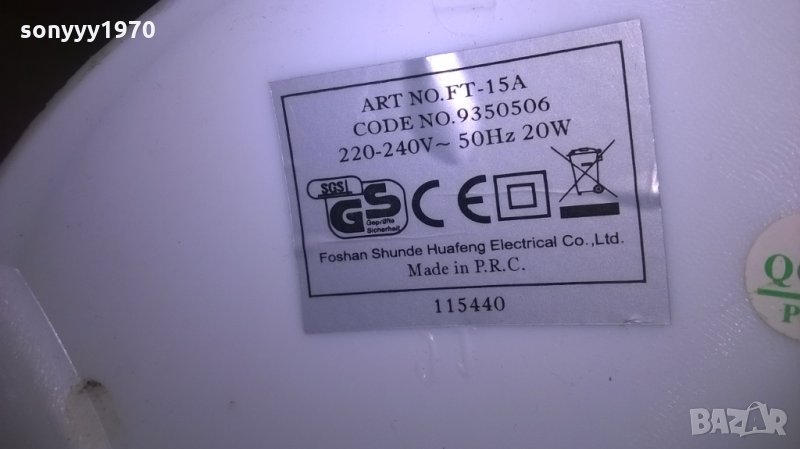 sonyyy1970
ART NO.FT-15A
CODE NO.9350506
220-240V~ 50Hz 20W
SGS
GS
Geprüfte
Sicherheit
CE
Foshan Shunde Huafeng Electrical Co.,Ltd.
Made in P.R.C.
115440
P
BAZAR